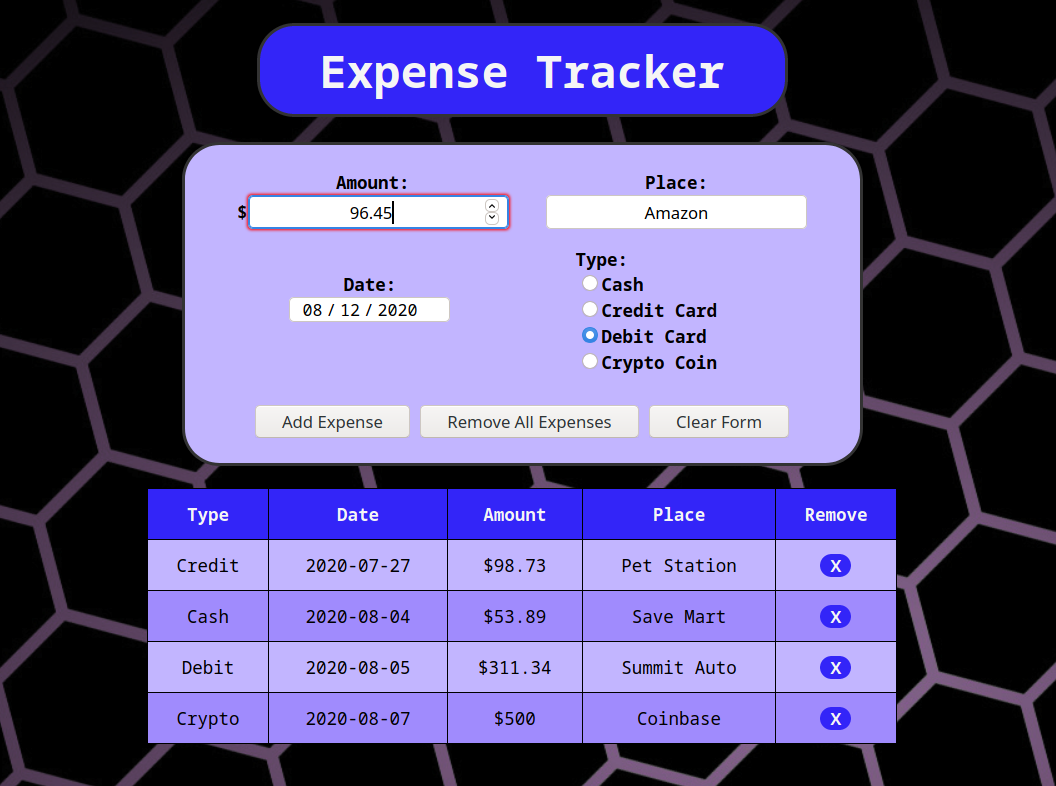 Expense Tracker
Amount: Place:
$ 96.45 Amazon
Type:
Date: Cash
08 / 12 / 2020 Credit Card
Debit Card
Crypto Coin
Add Expense Remove All Expenses Clear Form
Type Date Amount Place Remove
Credit 2020-07-27 $98.73 Pet Station X
Cash 2020-08-04 $53.89 Save Mart X
Debit 2020-08-05 $311.34 Summit Auto X
Crypto 2020-08-07 $500 Coinbase X